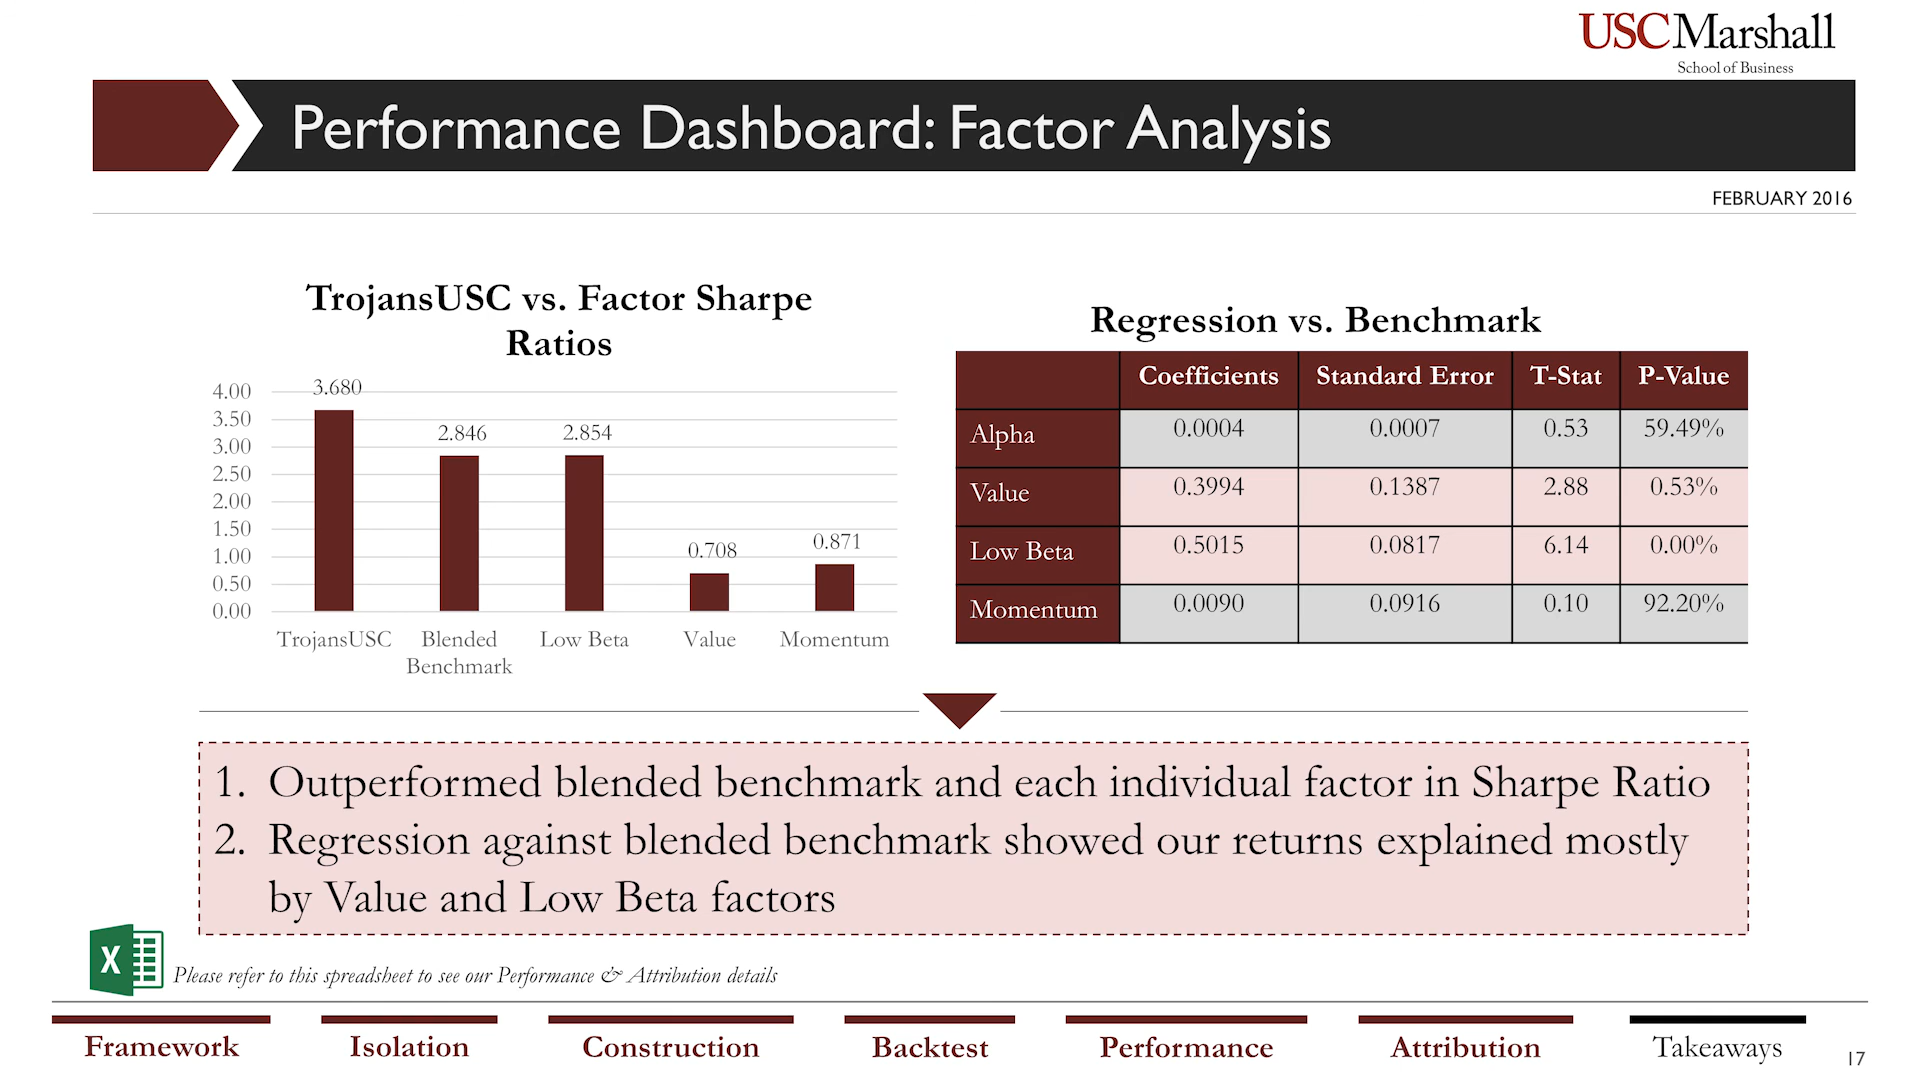 USCMarshall
School of Business
Performance Dashboard: Factor Analysis
FEBRUARY 2016
TrojansUSC vs. Factor Sharpe
Ratios
4.00
3.50
3.00
2.50
2.00
1.50
1.00
0.50
0.00
3.680
2.846
2.854
0.708
0.871
TrojansUSC
Blended
Benchmark
Low Beta
Value
Momentum
Regression vs. Benchmark
Coefficients Standard Error T-Stat P-Value
Alpha 0.0004 0.0007 0.53 59.49%
Value 0.3994 0.1387 2.88 0.53%
Low Beta 0.5015 0.0817 6.14 0.00%
Momentum 0.0090 0.0916 0.10 92.20%
1. Outperformed blended benchmark and each individual factor in Sharpe Ratio
2. Regression against blended benchmark showed our returns explained mostly
by Value and Low Beta factors
X
Please refer to this spreadsheet to see our Performance & Attribution details
Framework Isolation Construction Backtest Performance Attribution Takeaways
17